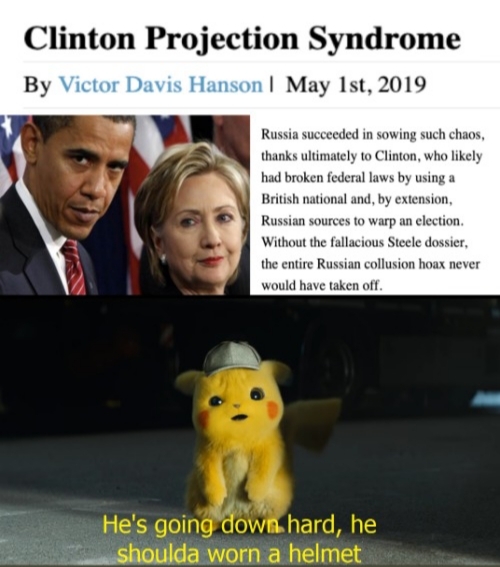 Clinton Projection Syndrome
By Victor Davis Hanson | May 1st, 2019
Russia succeeded in sowing such chaos,
thanks ultimately to Clinton, who likely
had broken federal laws by using a
British national and, by extension,
Russian sources to warp an election.
Without the fallacious Steele dossier,
the entire Russian collusion hoax never
would have taken off.
He's going down hard, he
shoulda worn a helmet